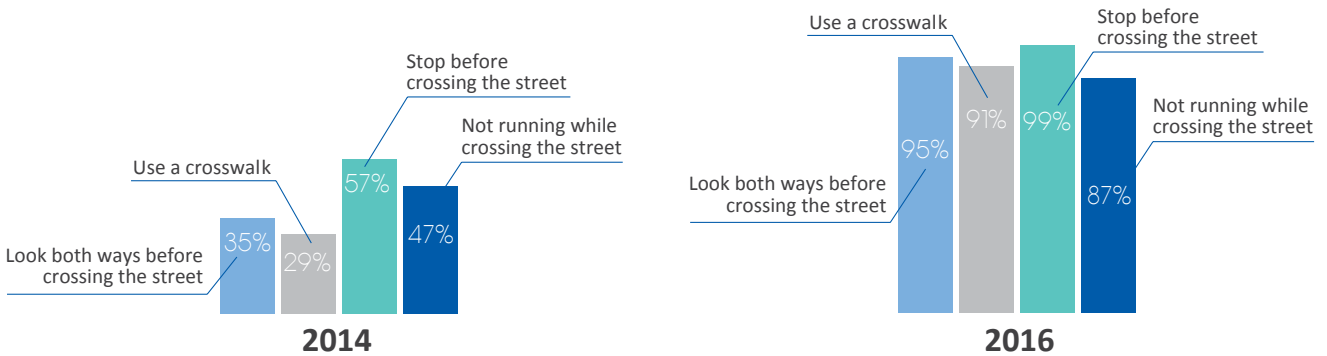 Stop before
crossing the street
Not running while
crossing the street
Use a crosswalk
Look both ways before
crossing the street
35%
29%
57%
47%
2014
Use a crosswalk
Stop before
crossing the street
Not running while
crossing the street
Look both ways before
crossing the street
95%
91%
99%
87%
2016